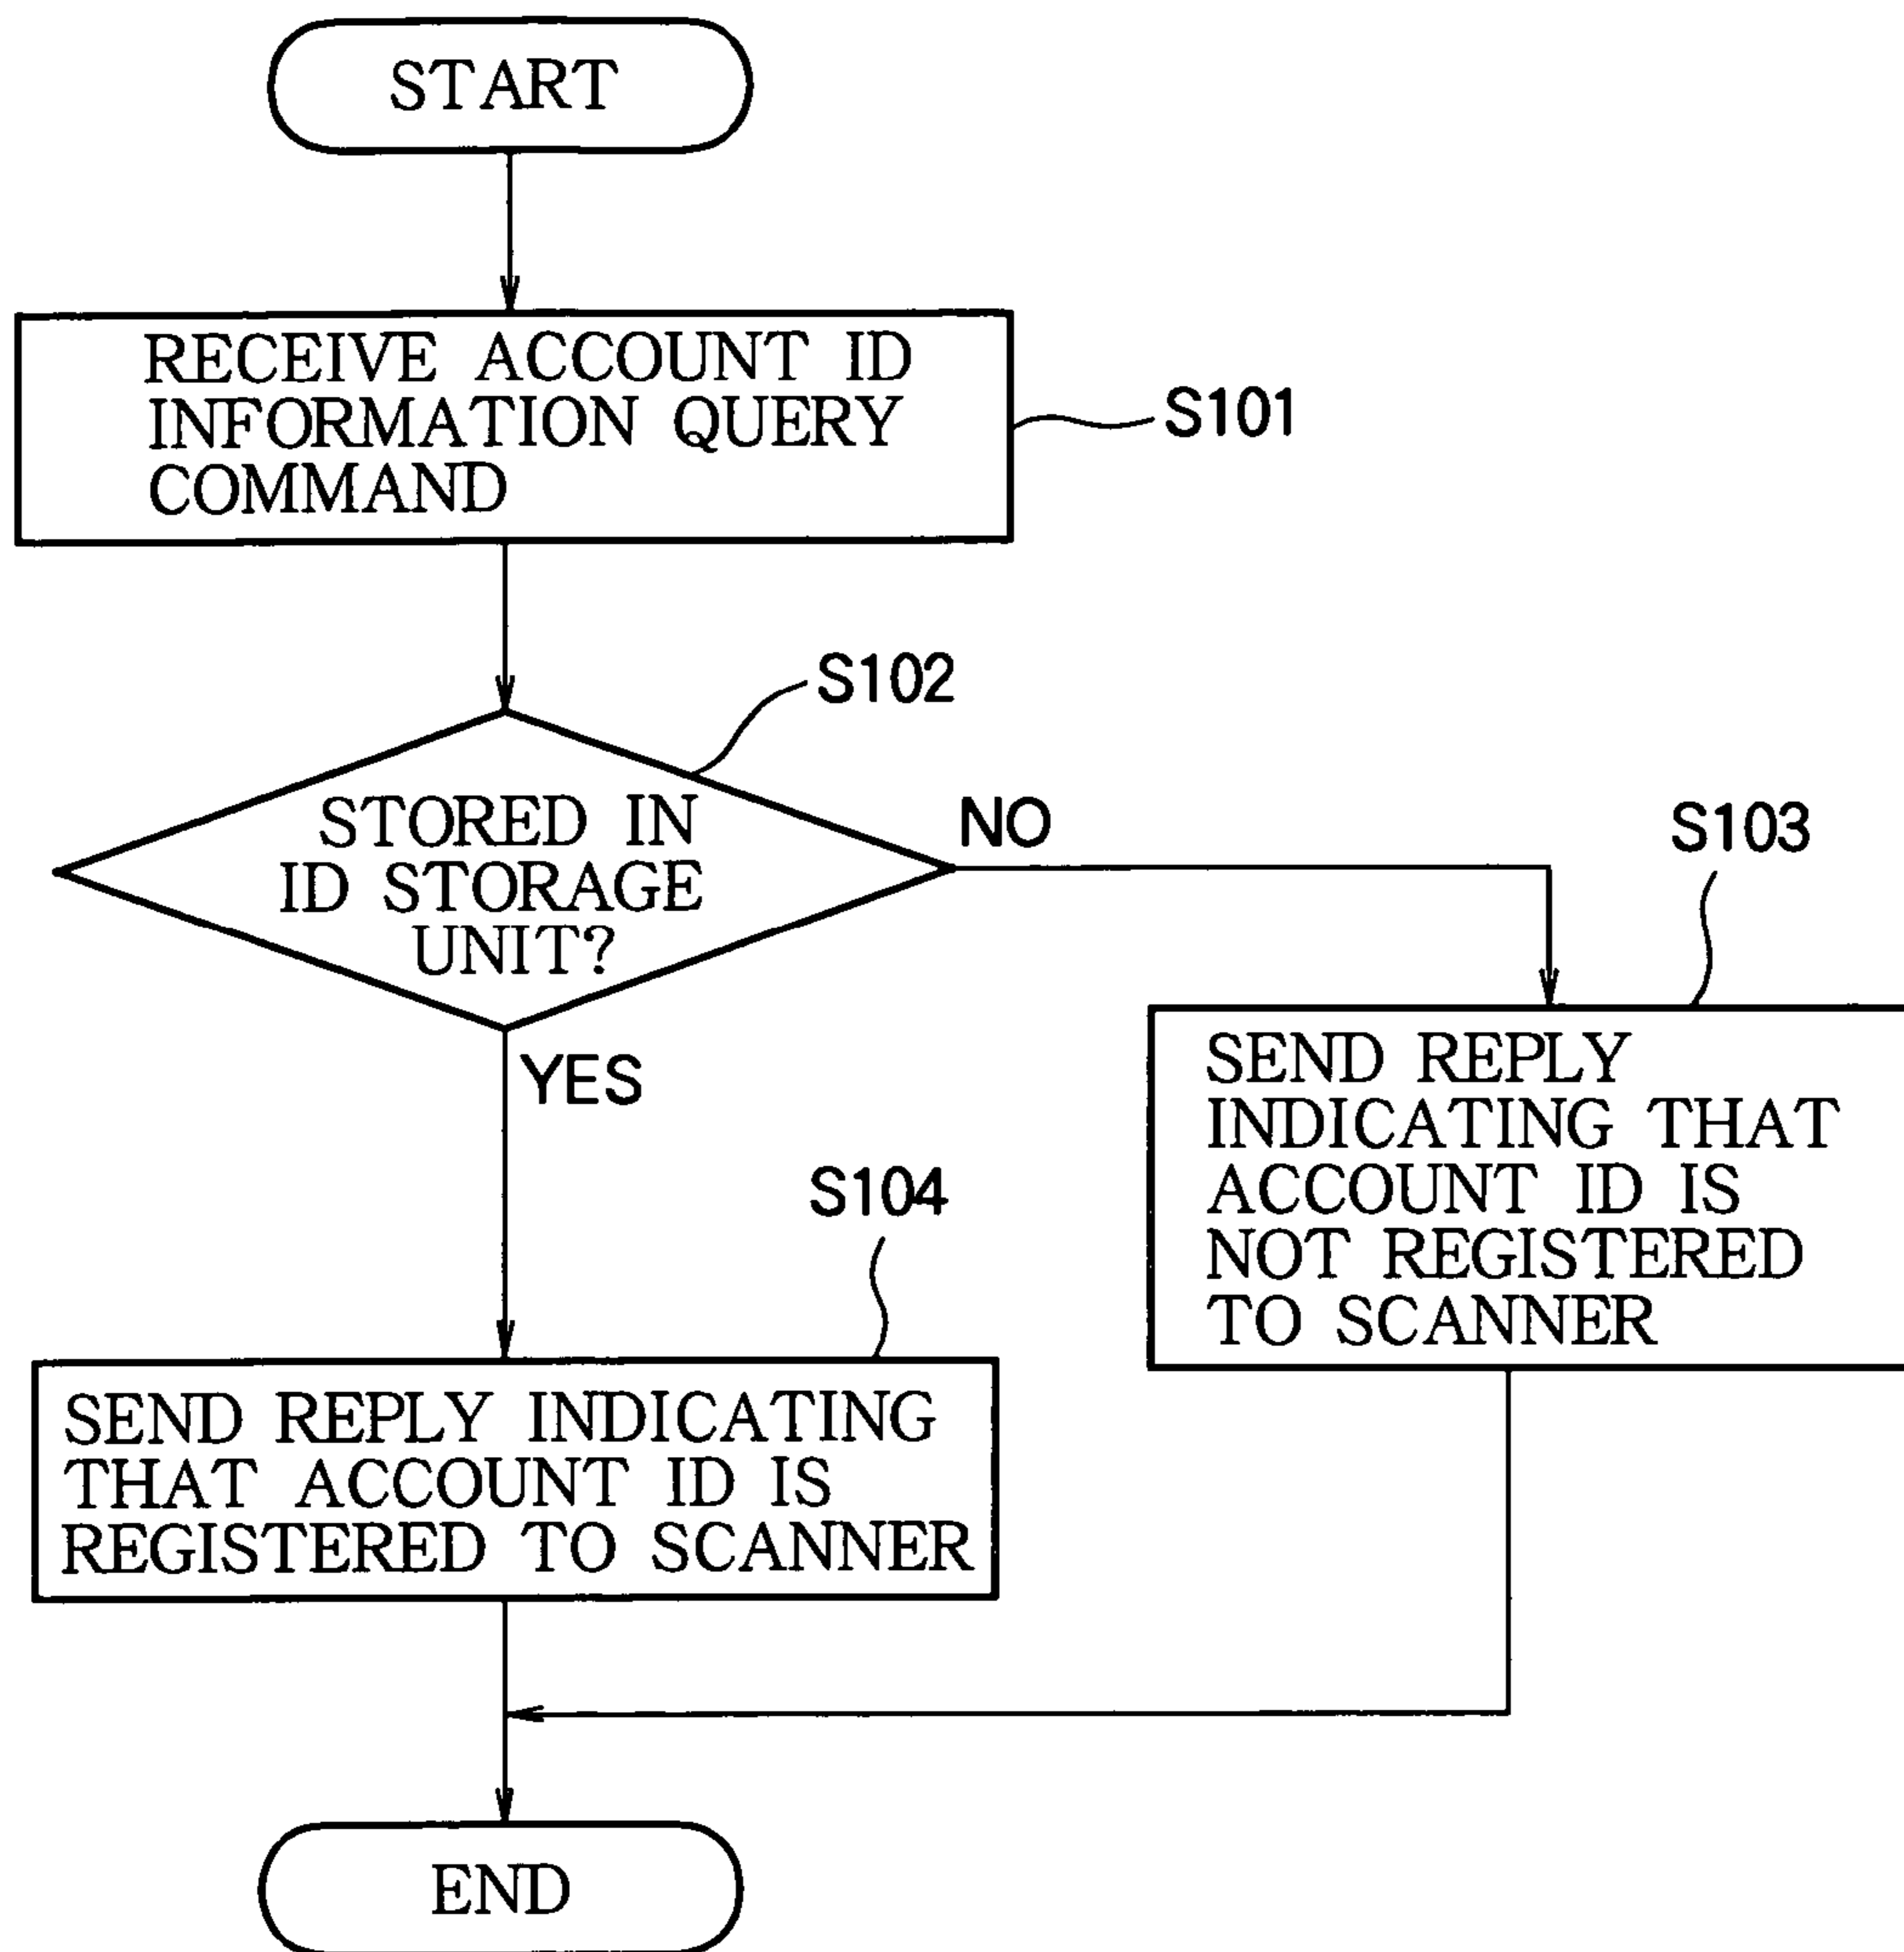 START
RECEIVE ACCOUNT ID
INFORMATION QUERY
COMMAND
S101
S102
STORED IN
ID STORAGE
UNIT?
NO
YES
S103
SEND REPLY
INDICATING THAT
ACCOUNT ID IS
NOT REGISTERED
TO SCANNER
S104
SEND REPLY INDICATING
THAT ACCOUNT ID IS
REGISTERED TO SCANNER
END